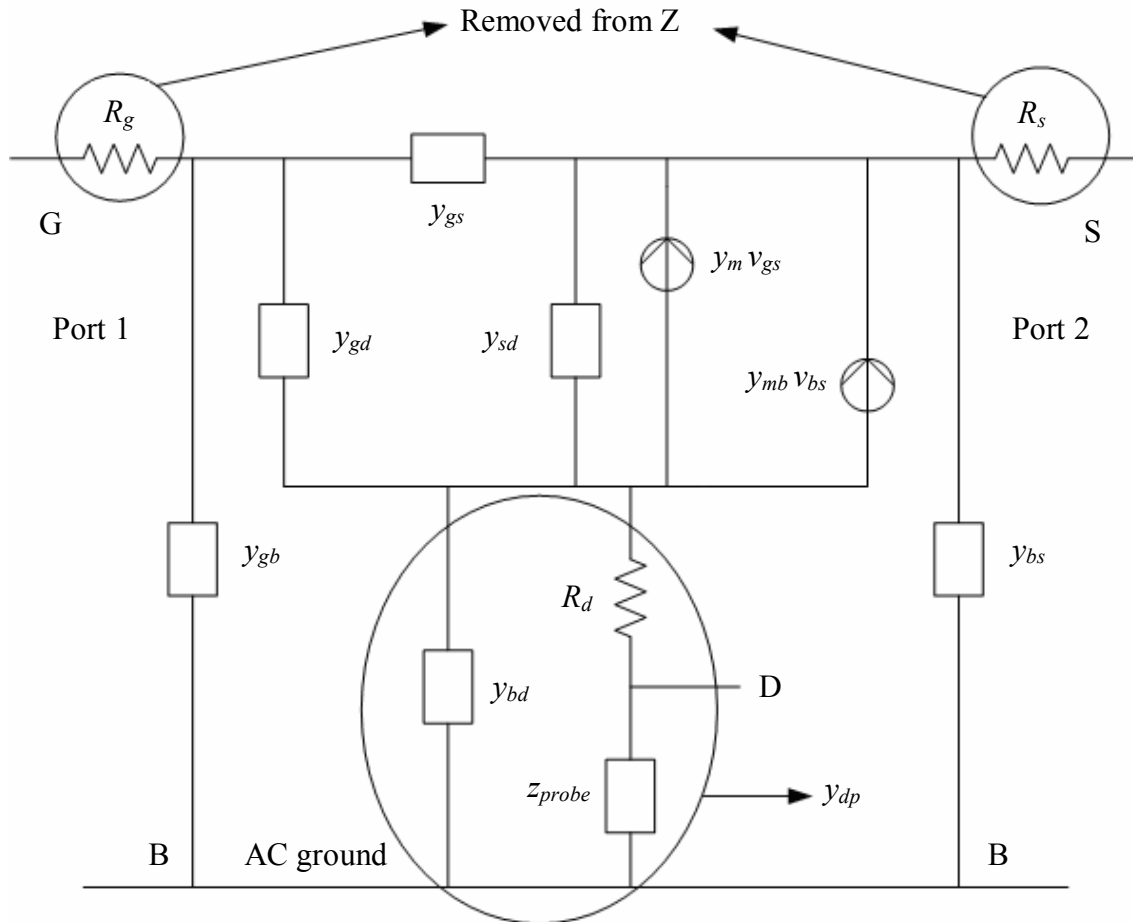 Removed from Z
Rg
Rs
G
ygs
S
ym vgs
Port 1
ygd
ysd
Port 2
ymb vbs
ygb
Rd
ybs
ybd
D
zprobe
ydp
B
AC ground
B